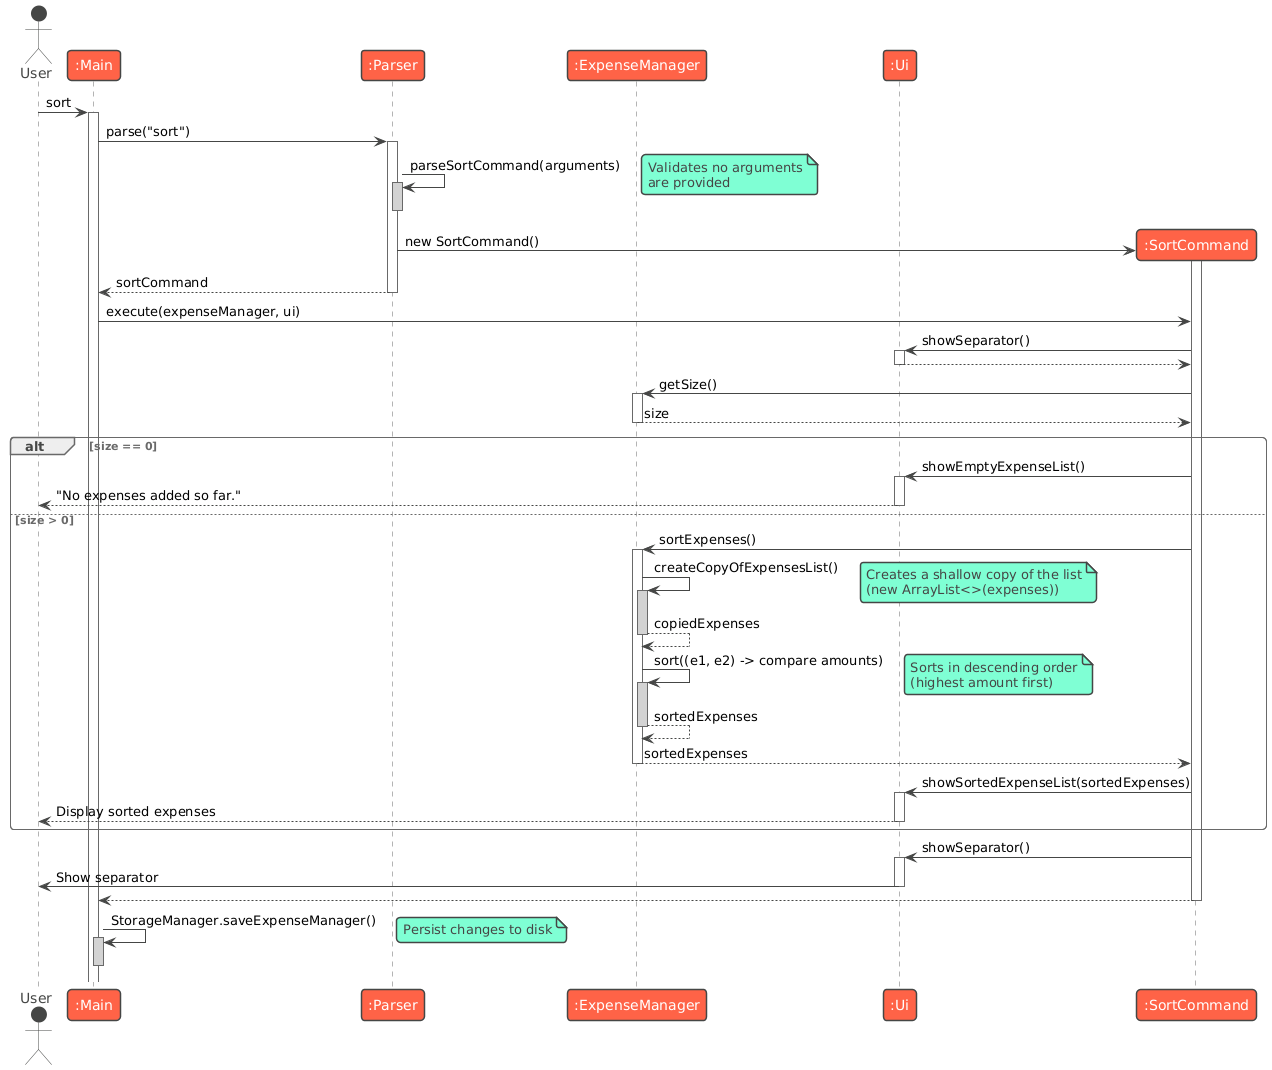 User
:Main
:Parser
:ExpenseManager
:Ui
sort
parse("sort")
parseSortCommand(arguments)
Validates no arguments
are provided
new SortCommand()
:SortCommand
sortCommand
execute(expenseManager, ui)
showSeparator()
getSize()
size
alt
[size == 0]
showEmptyExpenseList()
"No expenses added so far."
[size > 0]
sortExpenses()
createCopyOfExpensesList()
Creates a shallow copy of the list
(new ArrayList<>(expenses))
copiedExpenses
sort((e1, e2) -> compare amounts)
Sorts in descending order
(highest amount first)
sortedExpenses
sortedExpenses
showSortedExpenseList(sortedExpenses)
Display sorted expenses
showSeparator()
Show separator
StorageManager.saveExpenseManager()
Persist changes to disk
User
:Main
:Parser
:ExpenseManager
:Ui
:SortCommand